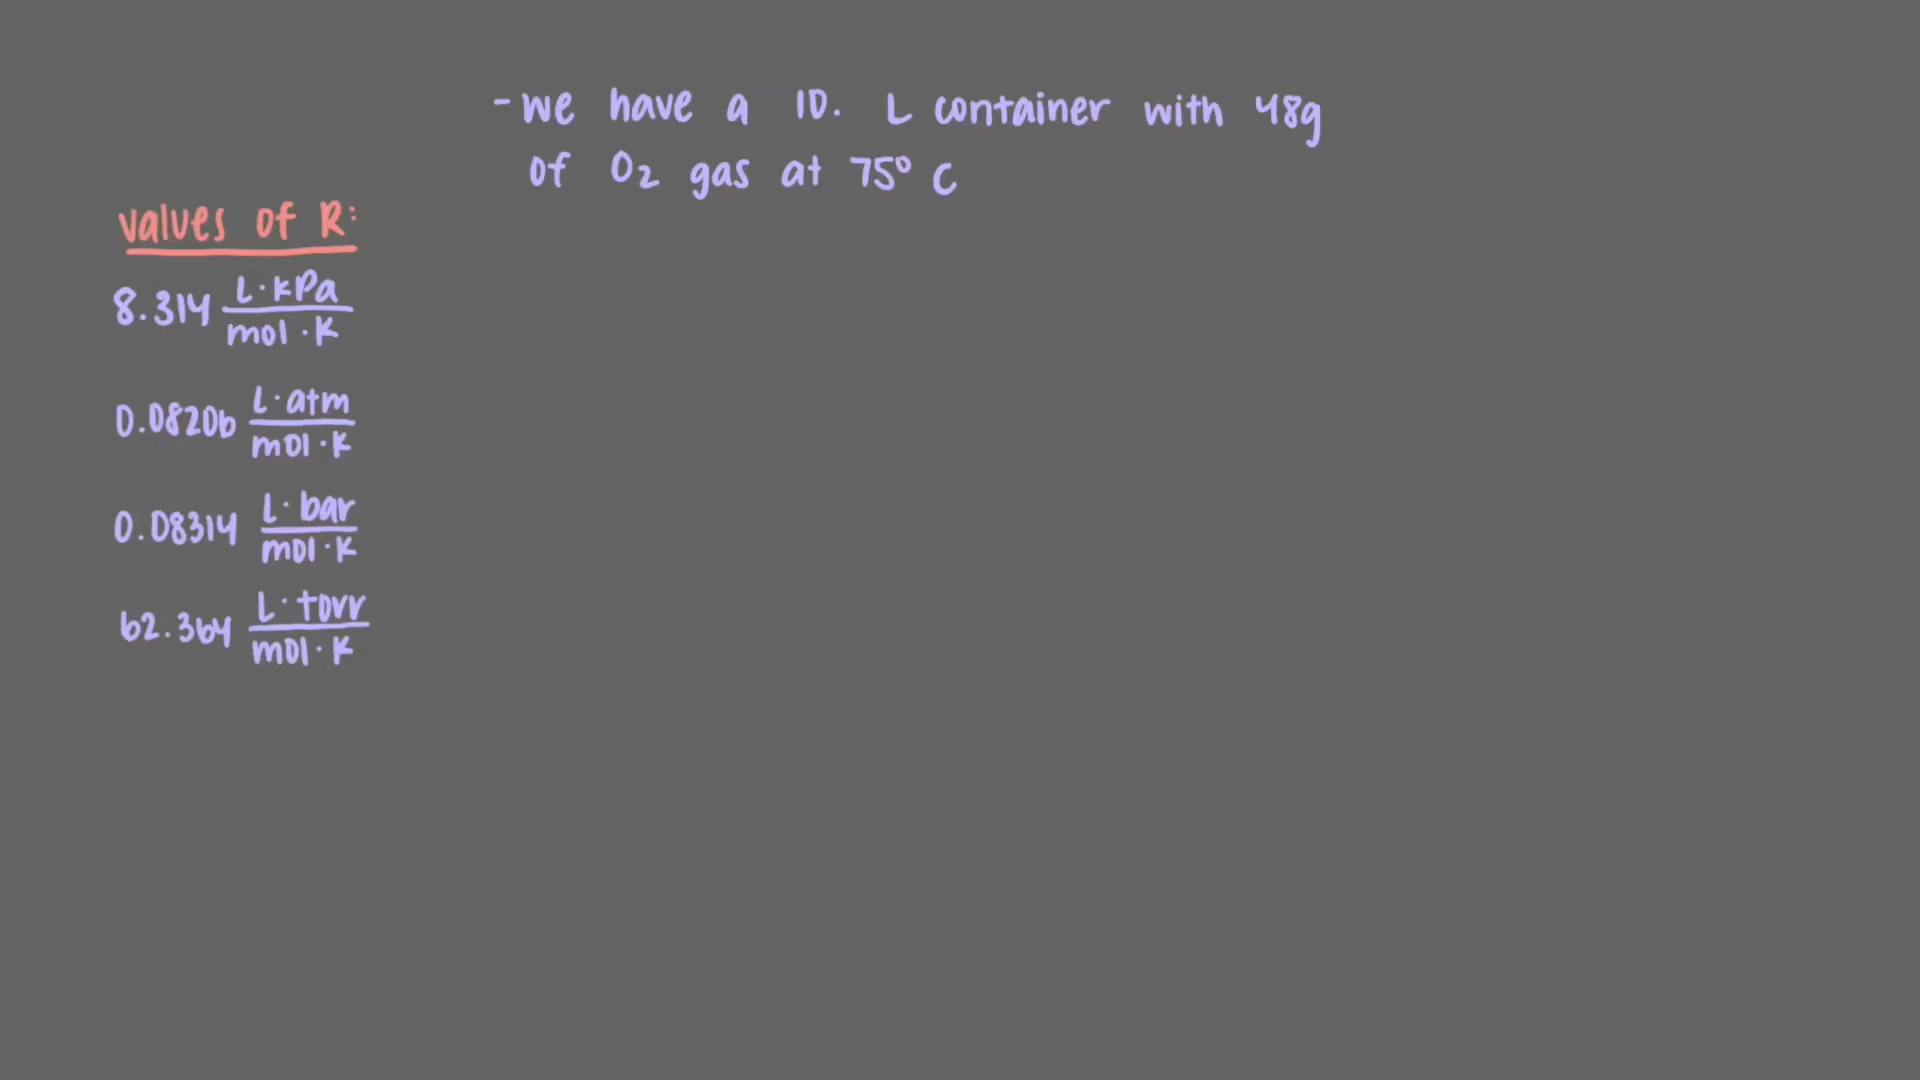 - we have a 10. L container with 48g
of O₂ gas at 75° C
values of R:
8.314 L·kPa
mol·K
0.08206 L·atm
mol·K
0.08314 L·bar
mol·K
62.364 L·torr
mol·K